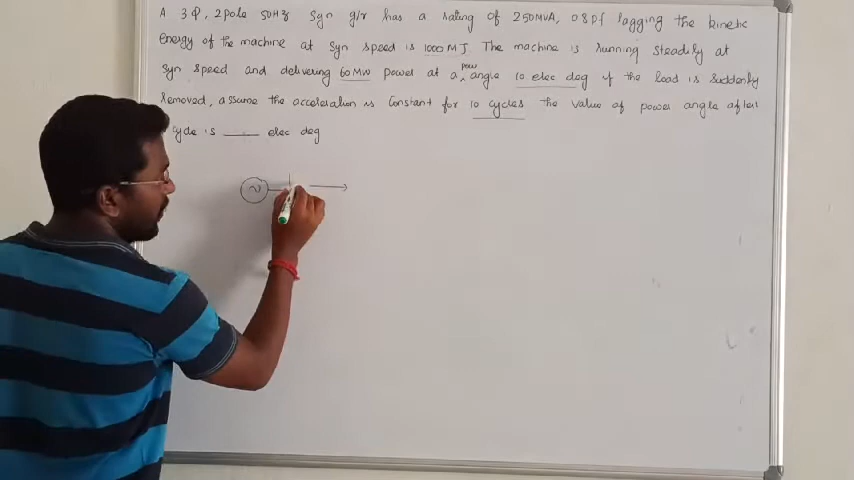 A 3Φ, 2pole 50Hz Syn g/r has a rating of 250MVA, 0.8 pf lagging the kinetic
Energy of the machine at syn speed is 1000 MJ. The machine is running steadily at
syn speed and delivering 60MW power at a power angle 10 elec deg if the load is suddenly
Removed, assume the acceleration is constant for 10 cycles the value of power angle after
cycle is ____ elec deg